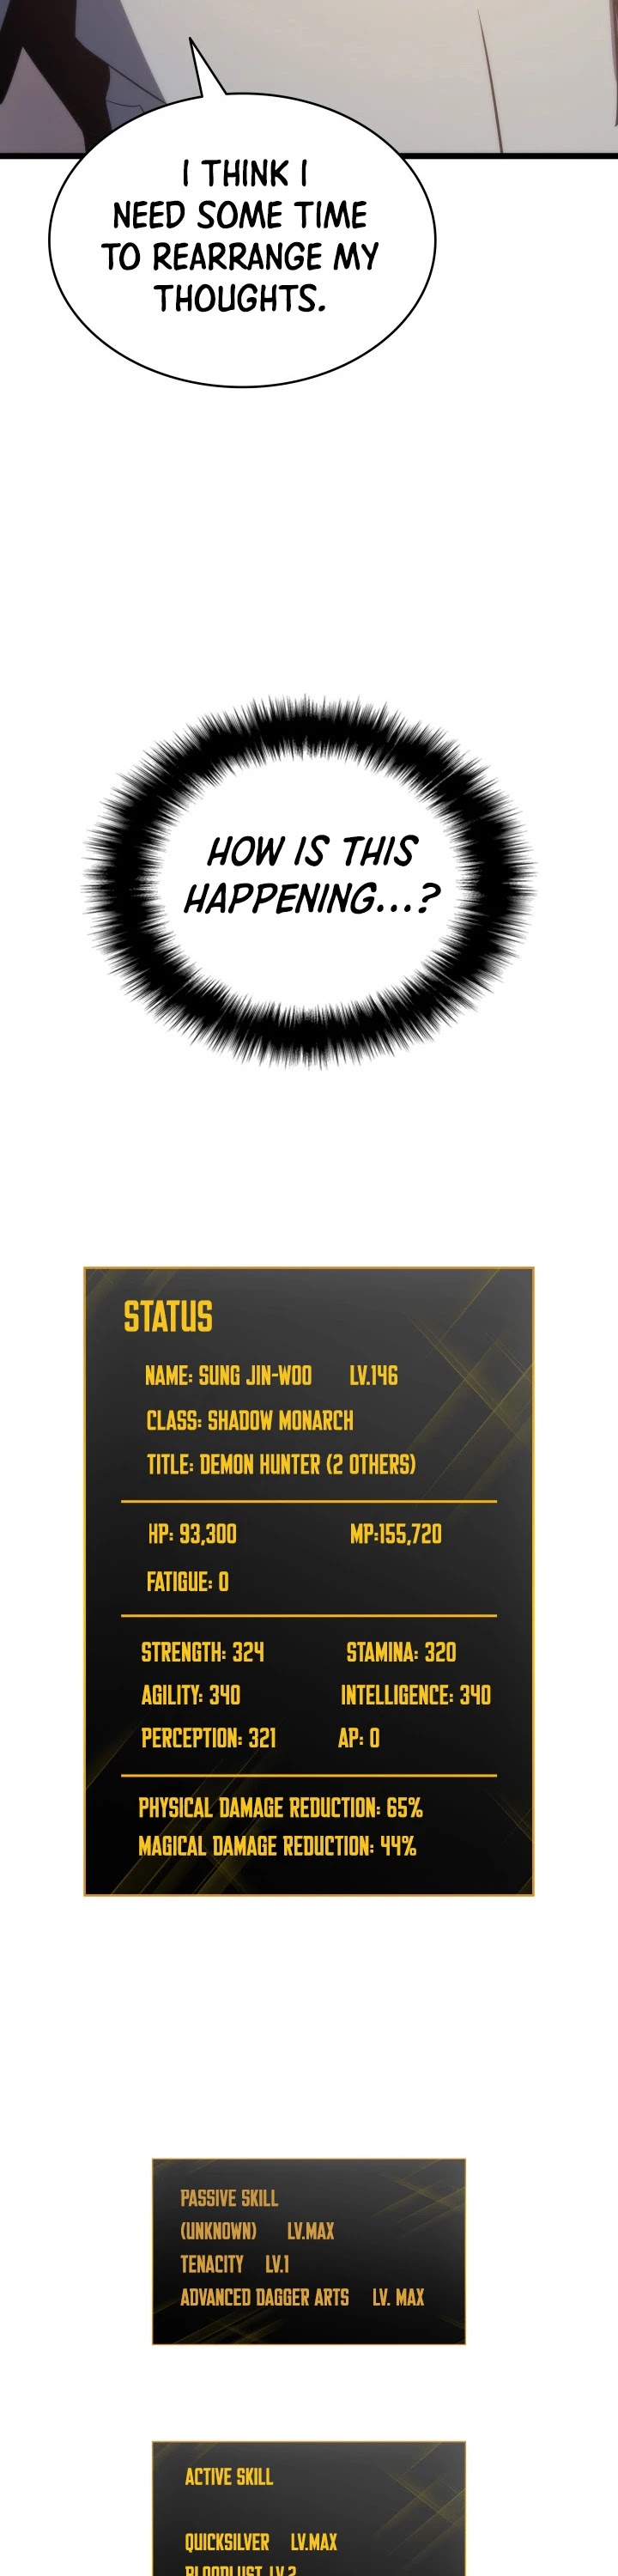 I THINK I
NEED SOME TIME
TO REARRANGE MY
THOUGHTS.
HOW IS THIS
HAPPENING...?
STATUS
NAME: SUNG JIN-WOO LV.146
CLASS: SHADOW MONARCH
TITLE: DEMON HUNTER (2 OTHERS)
HP: 93,300 MP:155,720
FATIGUE: 0
STRENGTH: 324 STAMINA: 320
AGILITY: 340 INTELLIGENCE: 340
PERCEPTION: 321 AP: 0
PHYSICAL DAMAGE REDUCTION: 65%
MAGICAL DAMAGE REDUCTION: 44%
PASSIVE SKILL
(UNKNOWN) LV.MAX
TENACITY LV.1
ADVANCED DAGGER ARTS LV. MAX
ACTIVE SKILL
QUICKSILVER LV.MAX
BLOODLUST LV.2